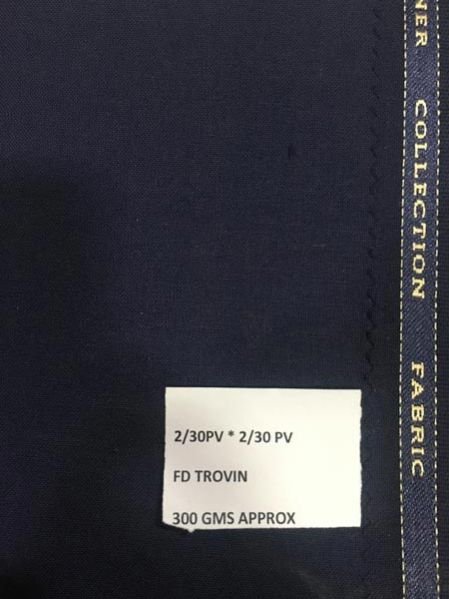 NER COLLECTION FABRIC
2/30PV * 2/30 PV
FD TROVIN
300 GMS APPROX